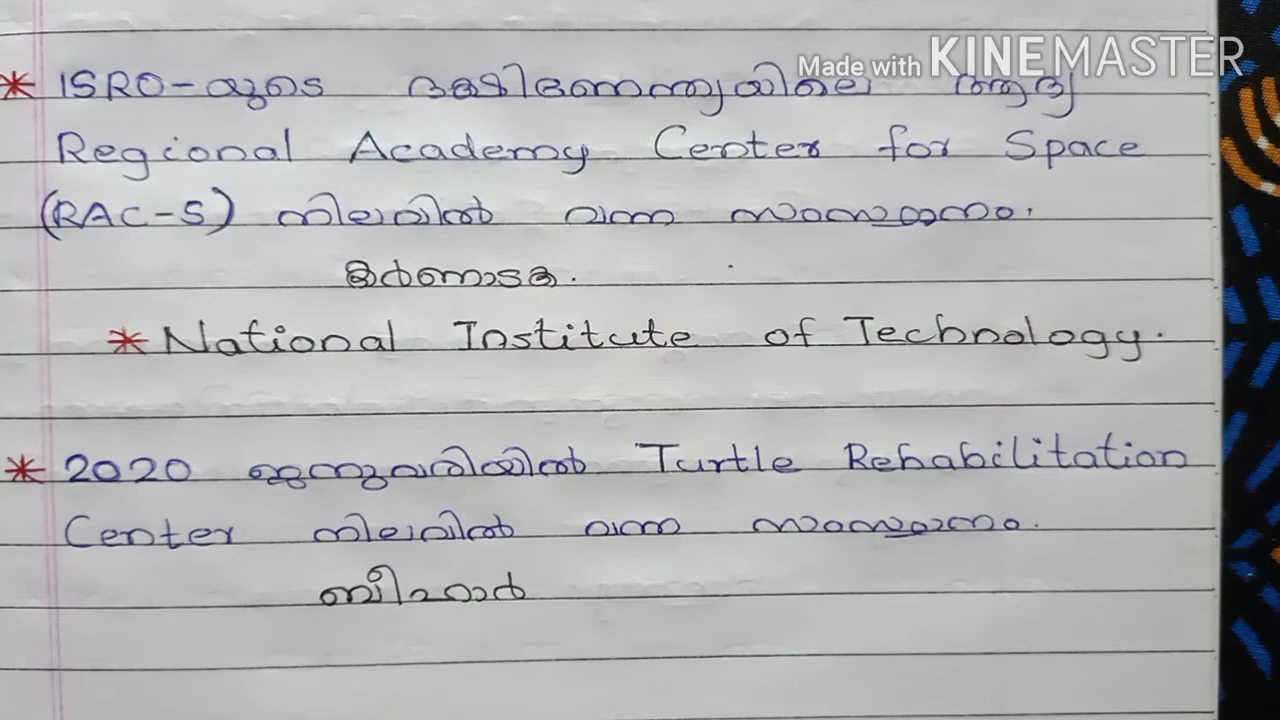 Made with KINEMASTER
* ISRO-യുടെ ദക്ഷിണേന്ത്യയിലെ ആദ്യ
Regional Academy Center for Space
(RAC-S) നിലവിൽ വന്ന സംസ്ഥാനം.
കർണാടക.
* National Institute of Technology.
* 2020 ജനുവരിയിൽ Turtle Rehabilitation
Center നിലവിൽ വന്ന സംസ്ഥാനം.
ബീഹാർ